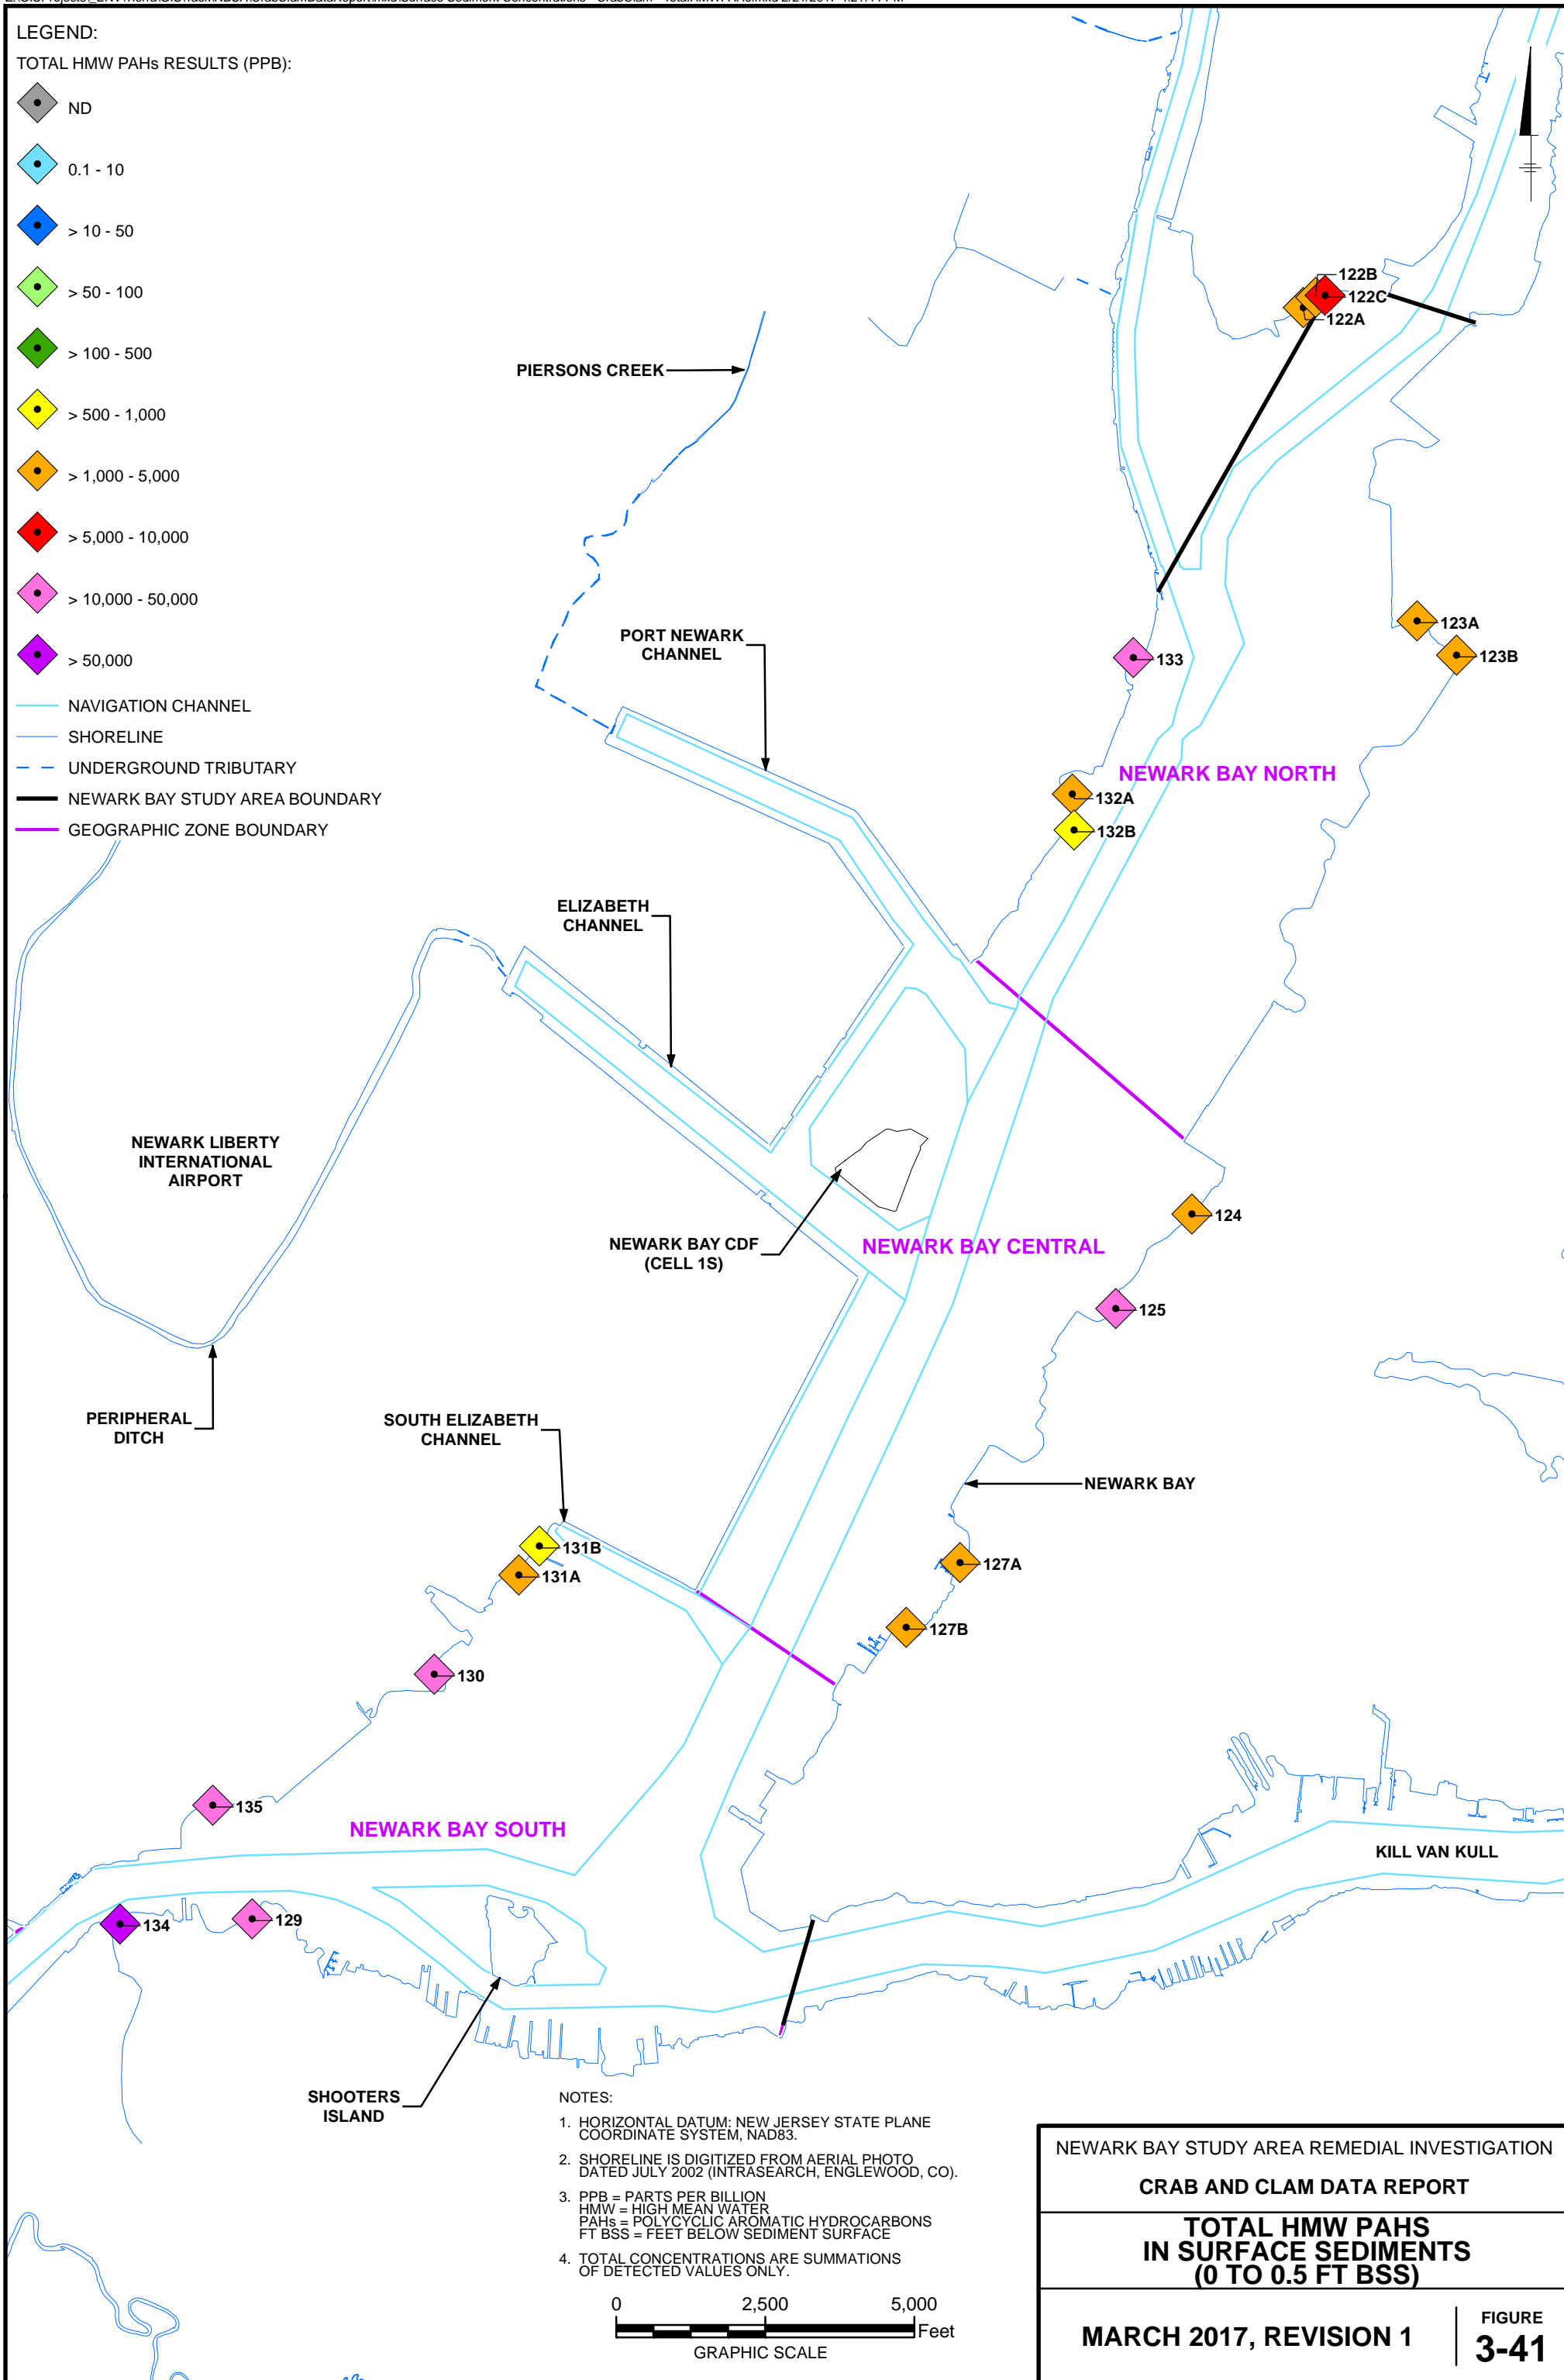 LEGEND:
TOTAL HMW PAHs RESULTS (PPB):
ND
0.1 - 10
> 10 - 50
> 50 - 100
> 100 - 500
> 500 - 1,000
> 1,000 - 5,000
> 5,000 - 10,000
> 10,000 - 50,000
> 50,000
NAVIGATION CHANNEL
SHORELINE
UNDERGROUND TRIBUTARY
NEWARK BAY STUDY AREA BOUNDARY
GEOGRAPHIC ZONE BOUNDARY
122B
122C
122A
PIERSONS CREEK
123A
123B
PORT NEWARK
CHANNEL
133
NEWARK BAY NORTH
132A
132B
ELIZABETH
CHANNEL
NEWARK LIBERTY
INTERNATIONAL
AIRPORT
124
NEWARK BAY CDF
(CELL 1S)
NEWARK BAY CENTRAL
125
PERIPHERAL
DITCH
SOUTH ELIZABETH
CHANNEL
NEWARK BAY
131B
131A
127A
127B
130
135
NEWARK BAY SOUTH
KILL VAN KULL
134
129
SHOOTERS
ISLAND
NOTES:
1. HORIZONTAL DATUM: NEW JERSEY STATE PLANE
COORDINATE SYSTEM, NAD83.
2. SHORELINE IS DIGITIZED FROM AERIAL PHOTO
DATED JULY 2002 (INTRASEARCH, ENGLEWOOD, CO).
3. PPB = PARTS PER BILLION
HMW = HIGH MEAN WATER
PAHs = POLYCYCLIC AROMATIC HYDROCARBONS
FT BSS = FEET BELOW SEDIMENT SURFACE
4. TOTAL CONCENTRATIONS ARE SUMMATIONS
OF DETECTED VALUES ONLY.
0 2,500 5,000
Feet
GRAPHIC SCALE
NEWARK BAY STUDY AREA REMEDIAL INVESTIGATION
CRAB AND CLAM DATA REPORT
TOTAL HMW PAHS
IN SURFACE SEDIMENTS
(0 TO 0.5 FT BSS)
MARCH 2017, REVISION 1
FIGURE
3-41